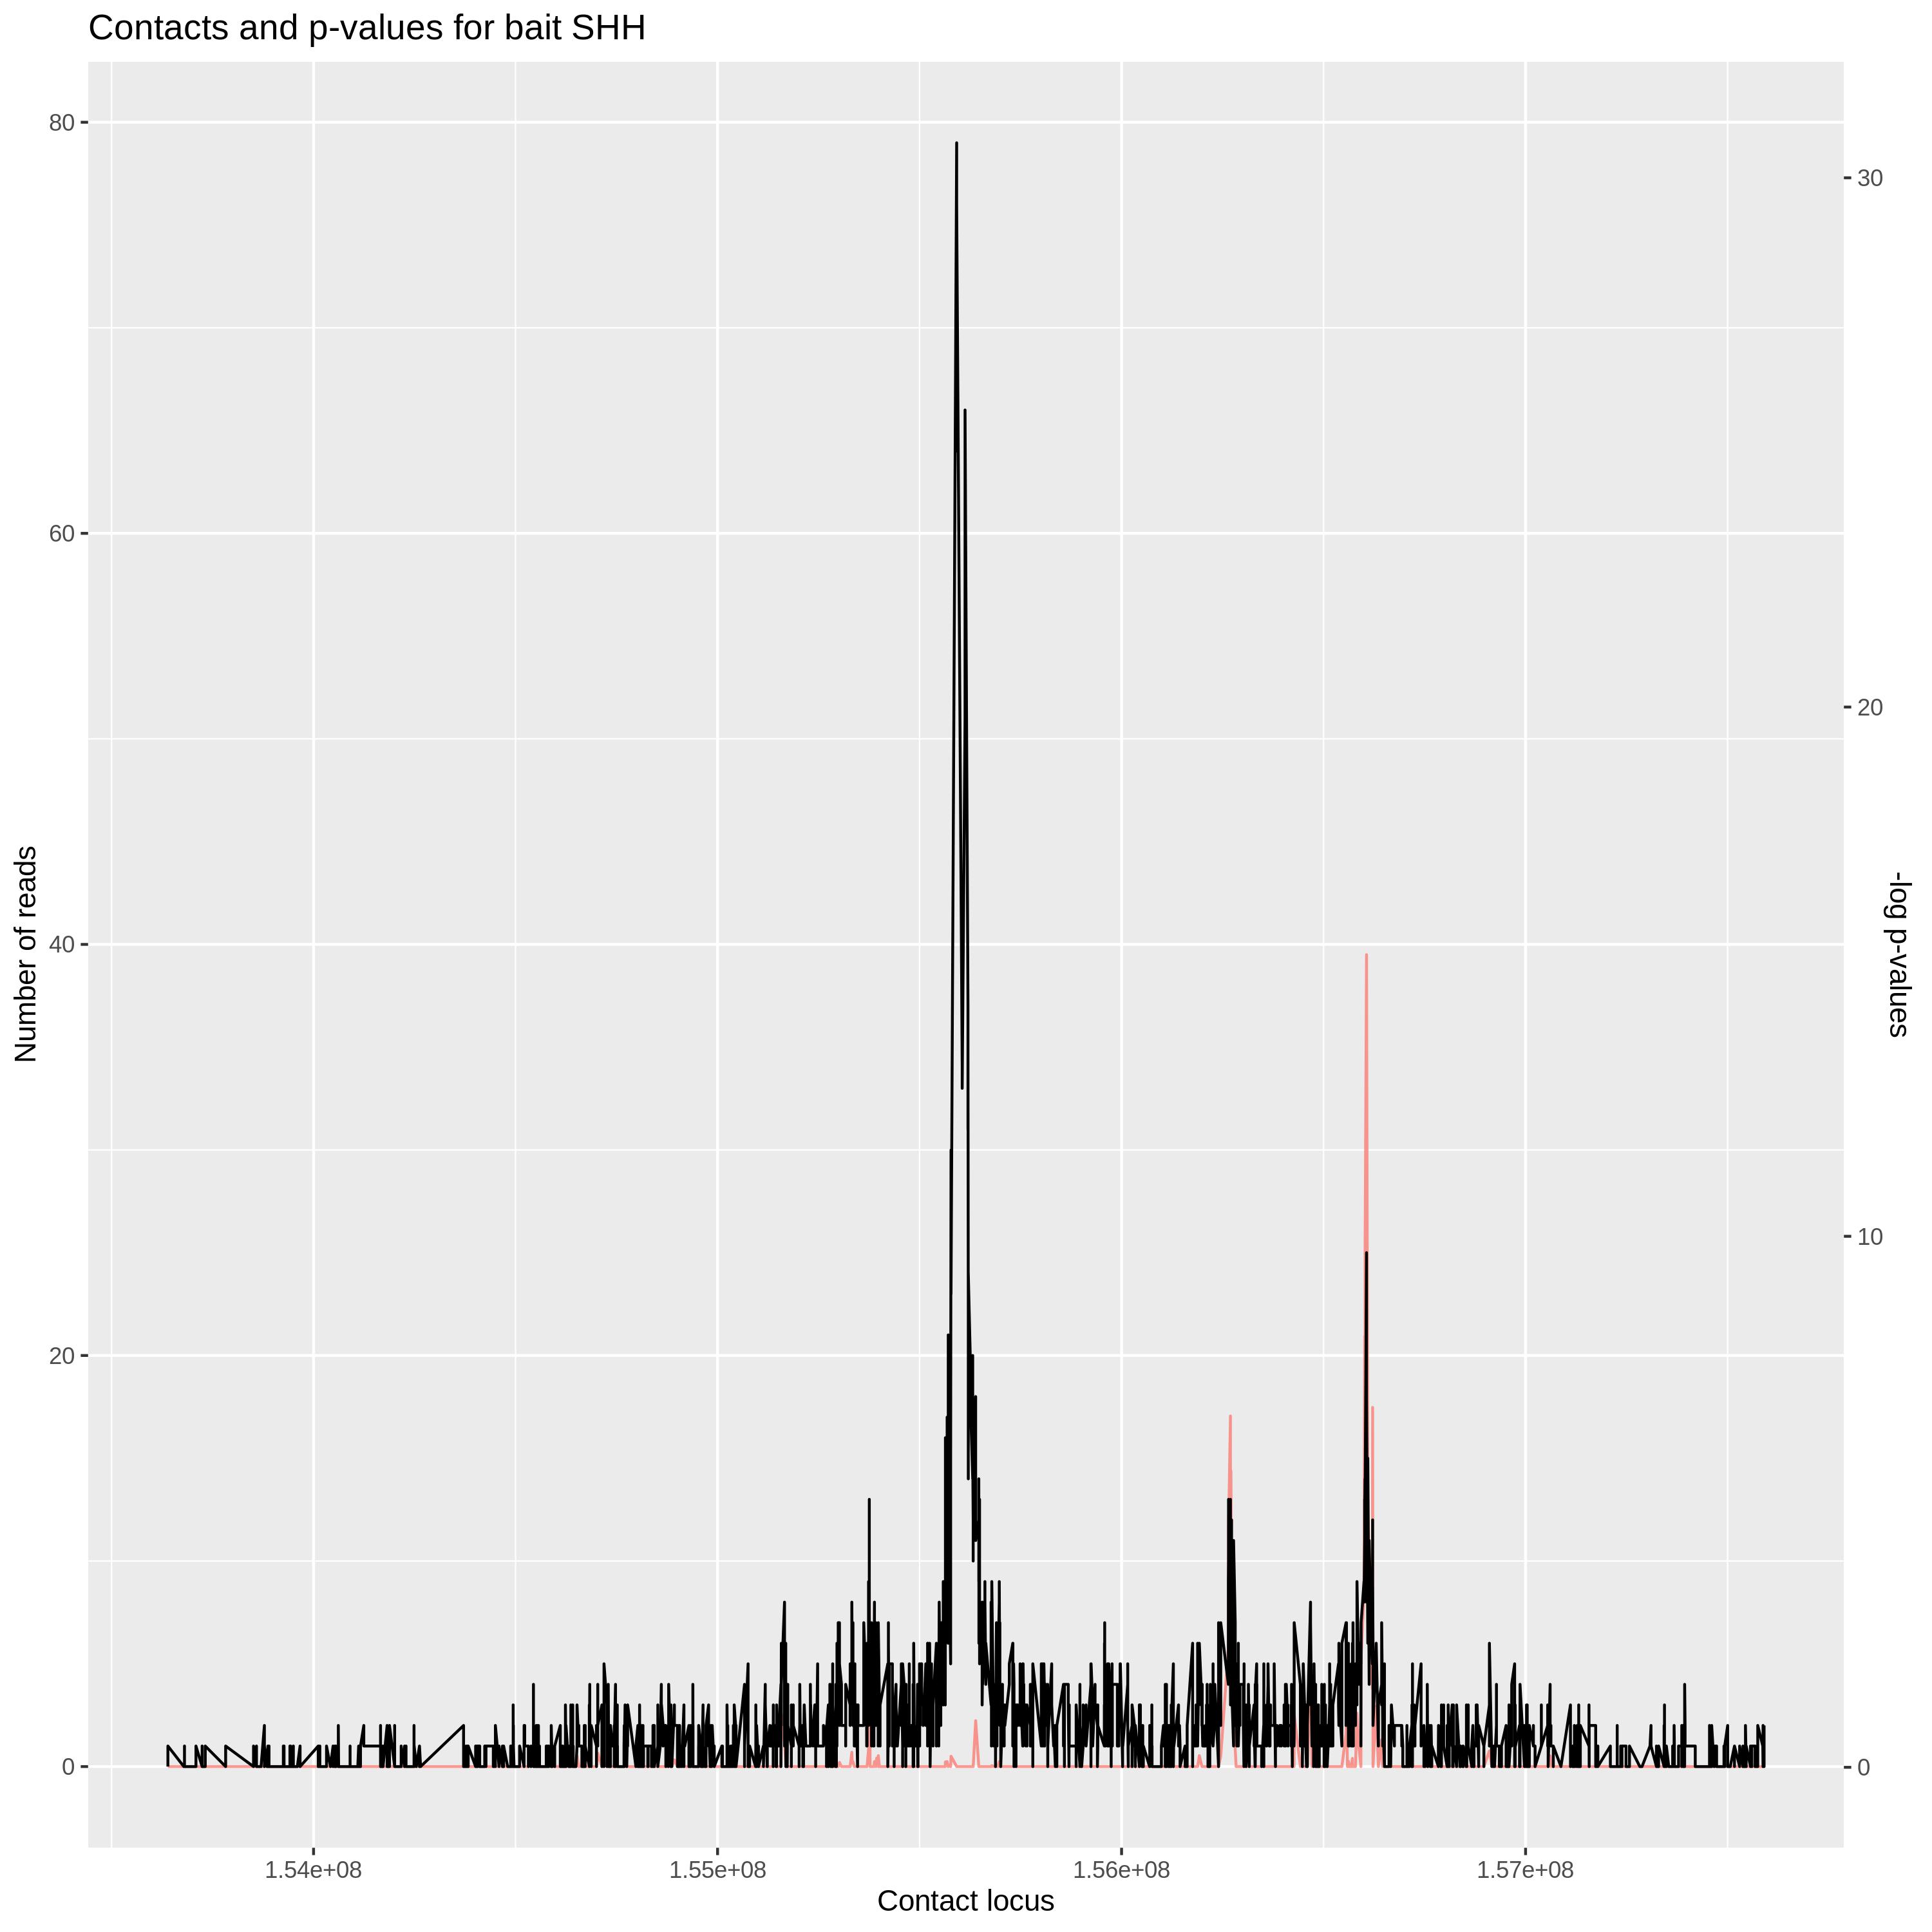 Contacts and p-values for bait SHH
80
60
40
20
0
Number of reads
30
20
10
0
-log p-values
1.54e+08
1.55e+08
1.56e+08
1.57e+08
Contact locus